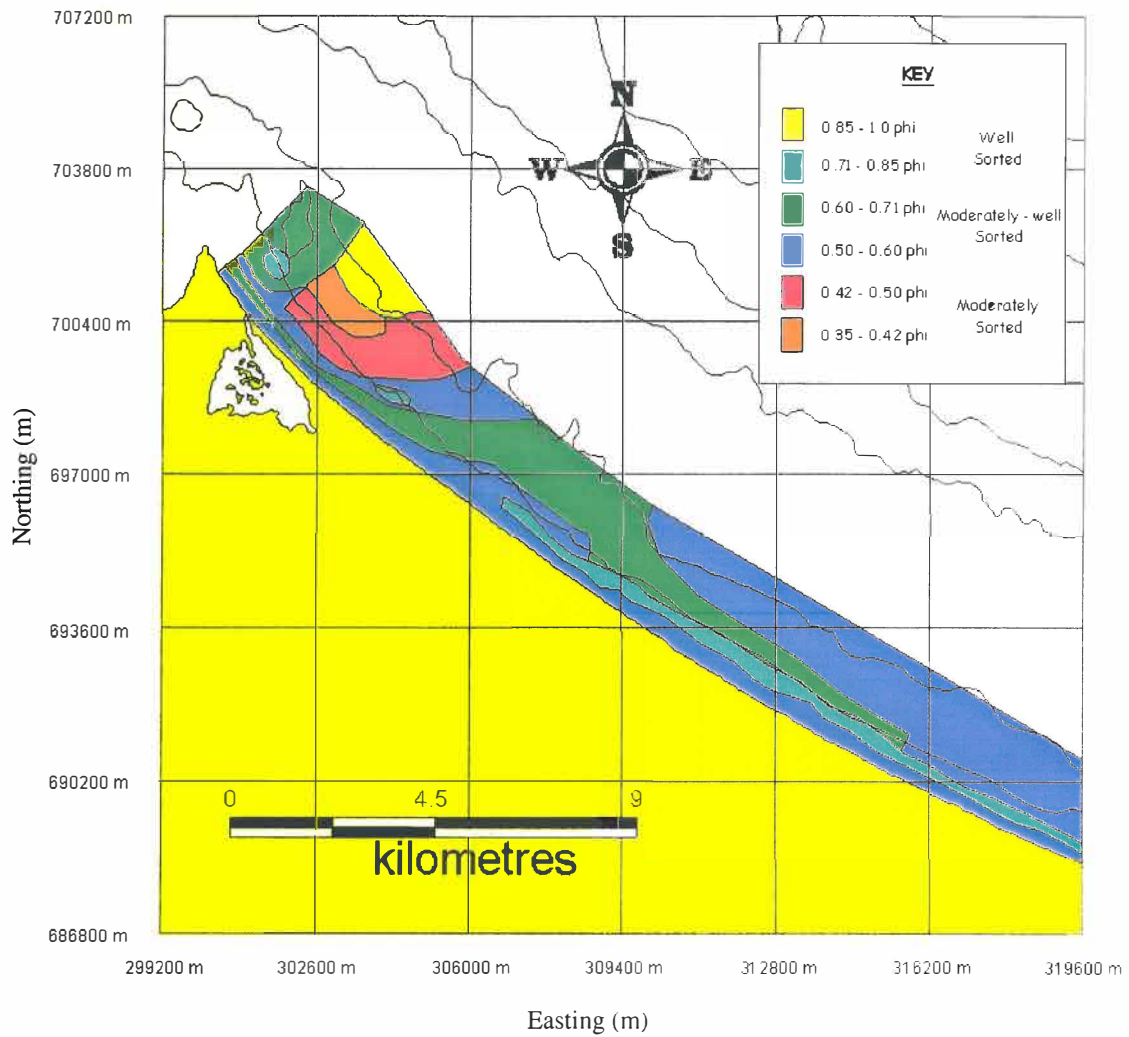 707200 m
703800 m
700400 m
697000 m
693600 m
690200 m
686800 m
Northing (m)
N
W
E
S
KEY
0.85 - 1.0 phi
0.71 - 0.85 phi
0.60 - 0.71 phi
0.50 - 0.60 phi
0.42 - 0.50 phi
0.35 - 0.42 phi
Well
Sorted
Moderately - well
Sorted
Moderately
Sorted
0 4.5 9
kilometres
299200 m 302600 m 306000 m 309400 m 312800 m 316200 m 319600 m
Easting (m)